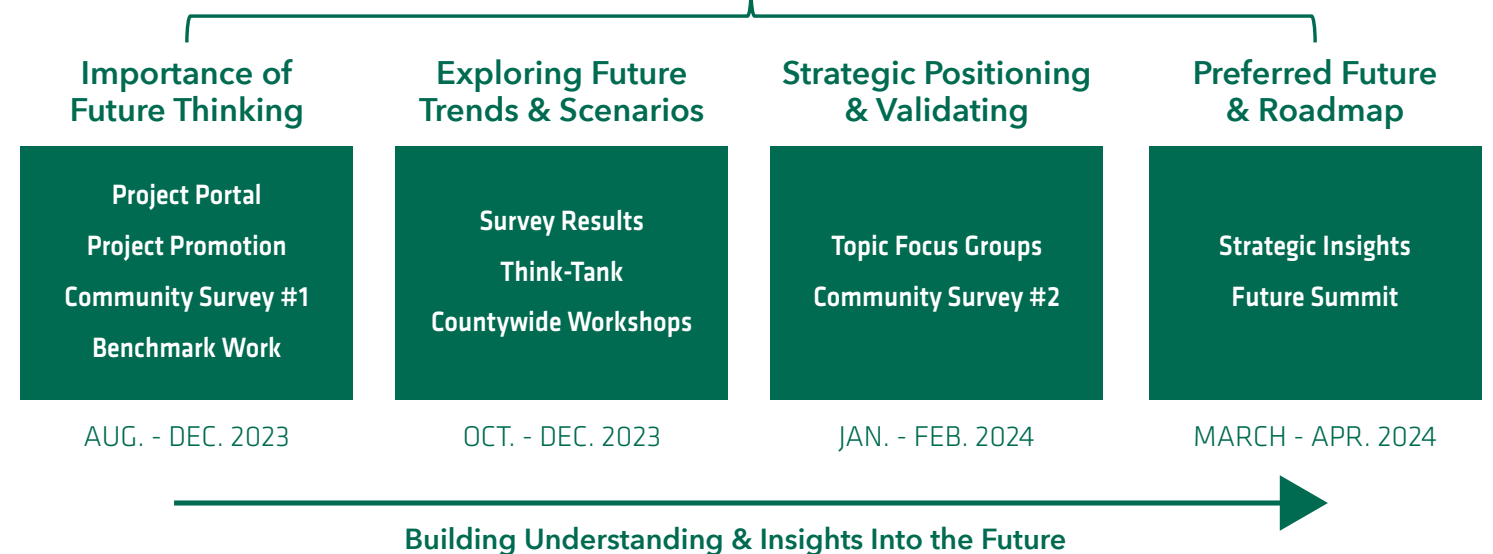 Importance of
Future Thinking
Project Portal
Project Promotion
Community Survey #1
Benchmark Work
AUG. - DEC. 2023
Exploring Future
Trends & Scenarios
Survey Results
Think-Tank
Countywide Workshops
OCT. - DEC. 2023
Strategic Positioning
& Validating
Topic Focus Groups
Community Survey #2
JAN. - FEB. 2024
Preferred Future
& Roadmap
Strategic Insights
Future Summit
MARCH - APR. 2024
Building Understanding & Insights Into the Future